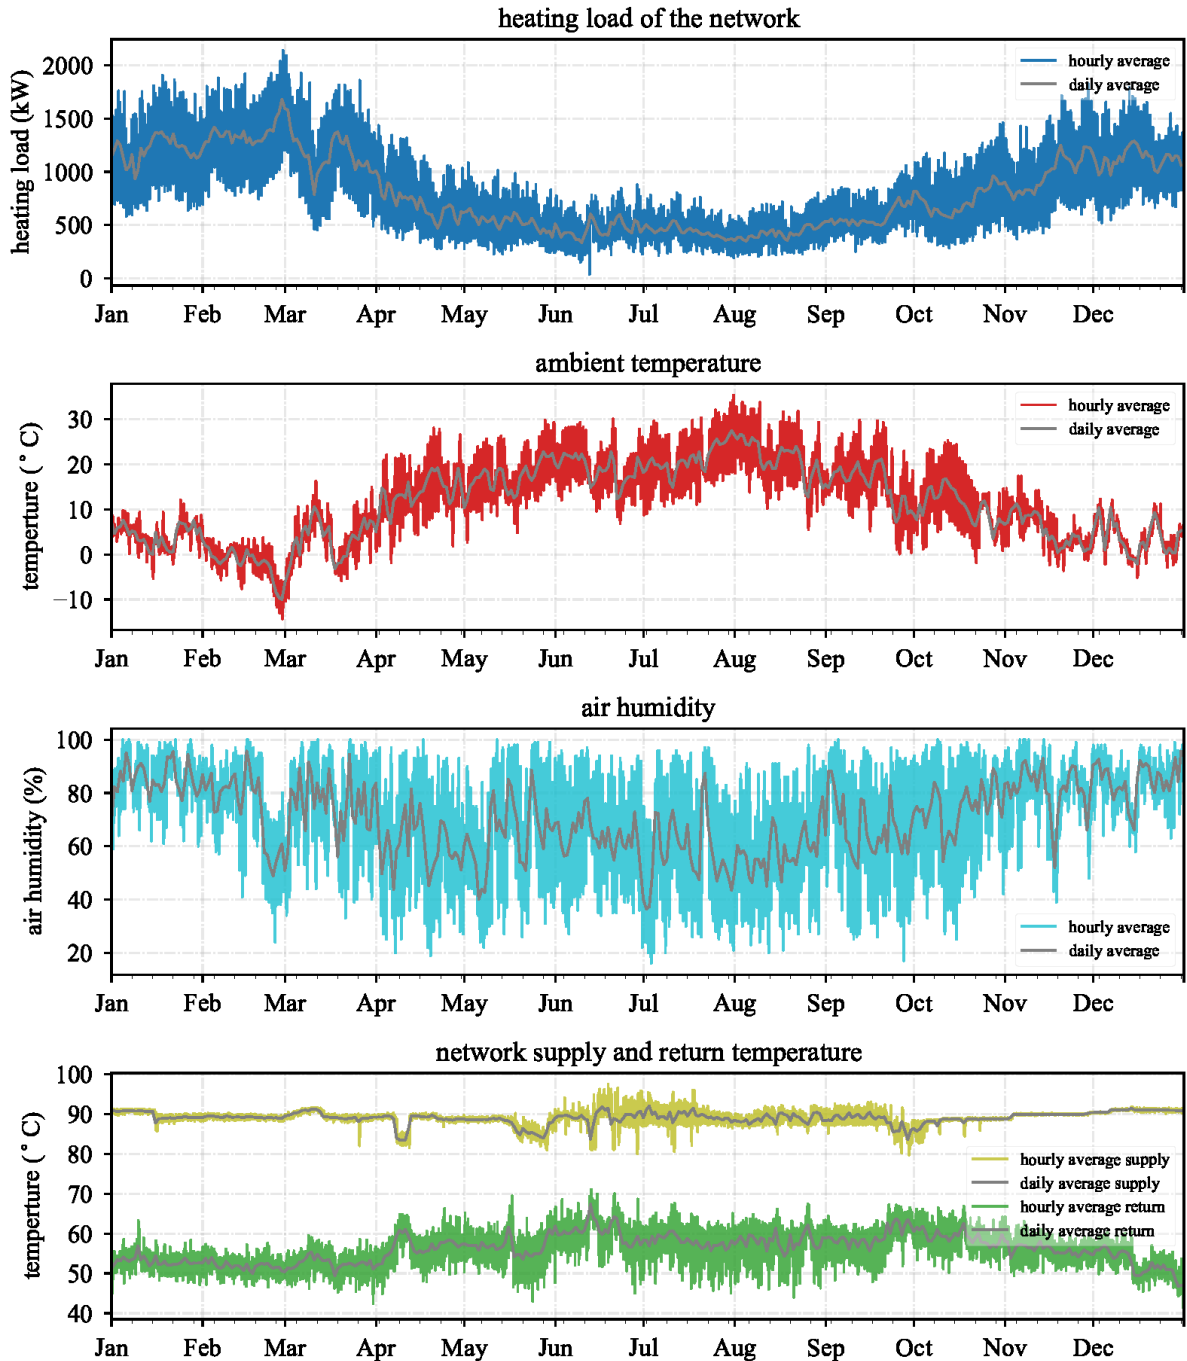 heating load of the network
heating load (kW)
2000
1500
1000
500
0
hourly average
daily average
Jan Feb Mar Apr May Jun Jul Aug Sep Oct Nov Dec
ambient temperature
temperture ( ° C)
30
20
10
0
−10
hourly average
daily average
Jan Feb Mar Apr May Jun Jul Aug Sep Oct Nov Dec
air humidity
air humidity (%)
100
80
60
40
20
hourly average
daily average
Jan Feb Mar Apr May Jun Jul Aug Sep Oct Nov Dec
network supply and return temperature
temperture ( ° C)
100
90
80
70
60
50
40
hourly average supply
daily average supply
hourly average return
daily average return
Jan Feb Mar Apr May Jun Jul Aug Sep Oct Nov Dec